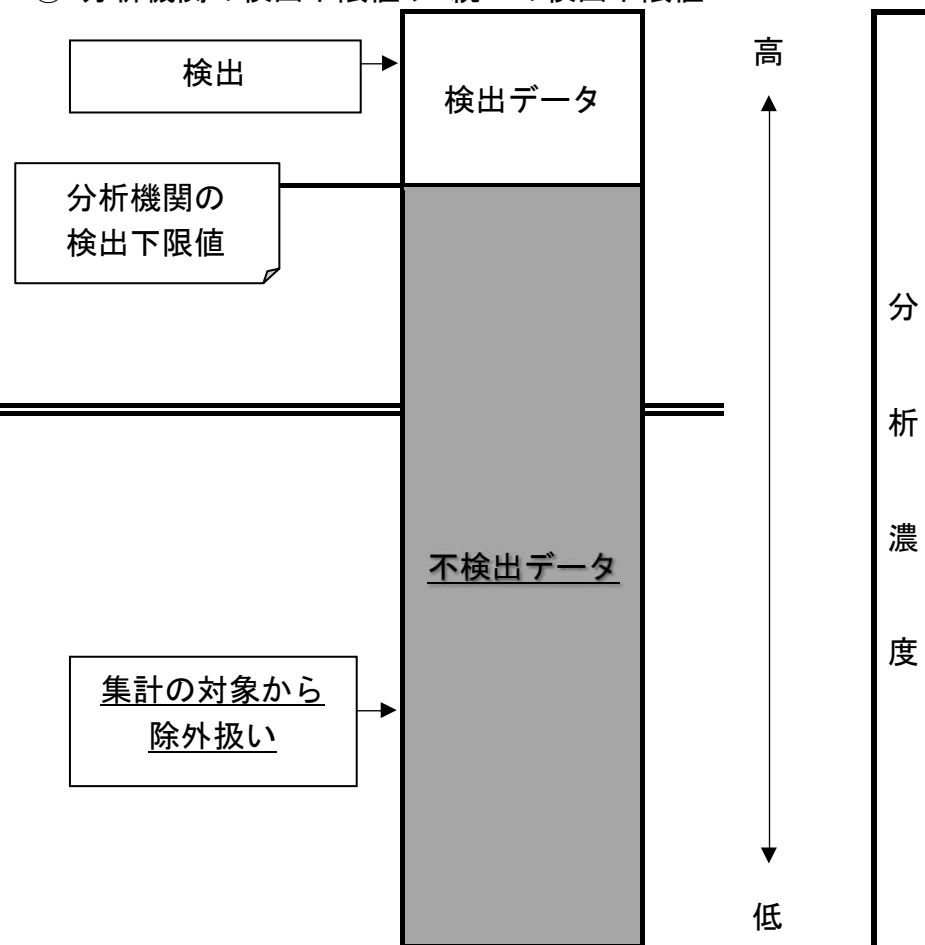 検出
検出データ
高
分析機関の
検出下限値
分
析
濃
度
不検出データ
集計の対象から
除外扱い
低